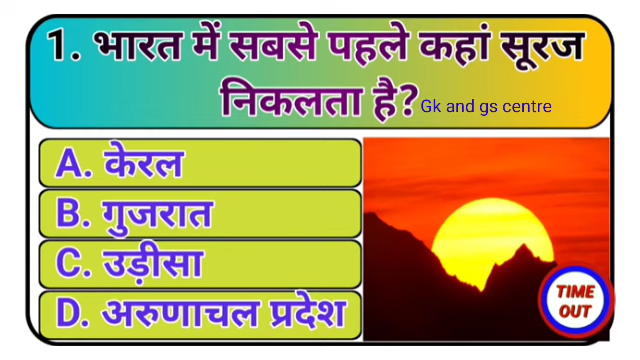 1. भारत में सबसे पहले कहां सूरज
निकलता है? Gk and gs centre
A. केरल
B. गुजरात
C. उड़ीसा
D. अरुणाचल प्रदेश
TIME
OUT